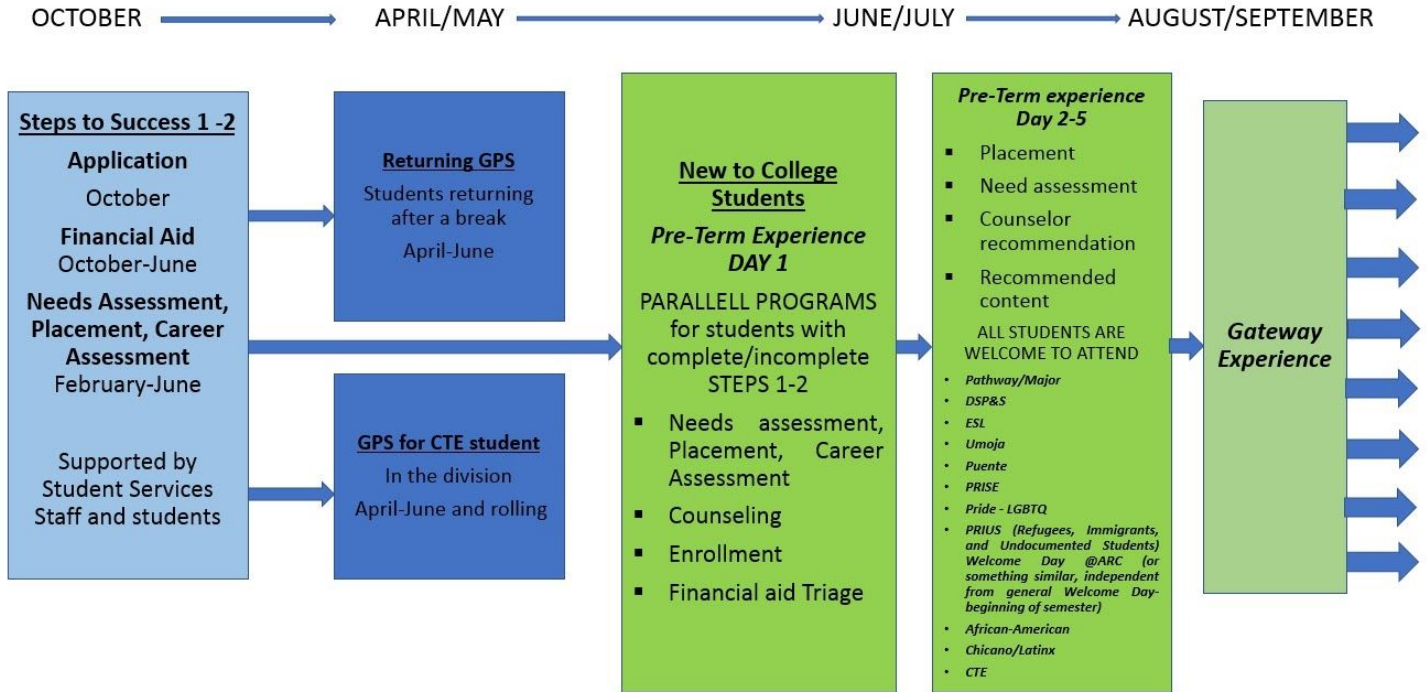 OCTOBER
APRIL/MAY
JUNE/JULY
AUGUST/SEPTEMBER
Steps to Success 1 -2
Application
October
Financial Aid
October-June
Needs Assessment,
Placement, Career
Assessment
February-June
Supported by
Student Services
Staff and students
Returning GPS
Students returning
after a break
April-June
GPS for CTE student
In the division
April-June and rolling
New to College
Students
Pre-Term Experience
DAY 1
PARALLELL PROGRAMS
for students with
complete/incomplete
STEPS 1-2
▪ Needs assessment,
Placement, Career
Assessment
▪ Counseling
▪ Enrollment
▪ Financial aid Triage
Pre-Term experience
Day 2-5
▪ Placement
▪ Need assessment
▪ Counselor
recommendation
▪ Recommended
content
ALL STUDENTS ARE
WELCOME TO ATTEND
• Pathway/Major
• DSP&S
• ESL
• Umoja
• Puente
• PRISE
• Pride - LGBTQ
• PRIUS (Refugees, Immigrants,
and Undocumented Students)
Welcome Day @ARC (or
something similar, independent
from general Welcome Day-
beginning of semester)
• African-American
• Chicano/Latinx
• CTE
Gateway
Experience